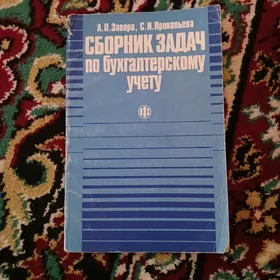 А.П. Завора, С.И. Прокопьева
СБОРНИК ЗАДАЧ
по бухгалтерскому
учету